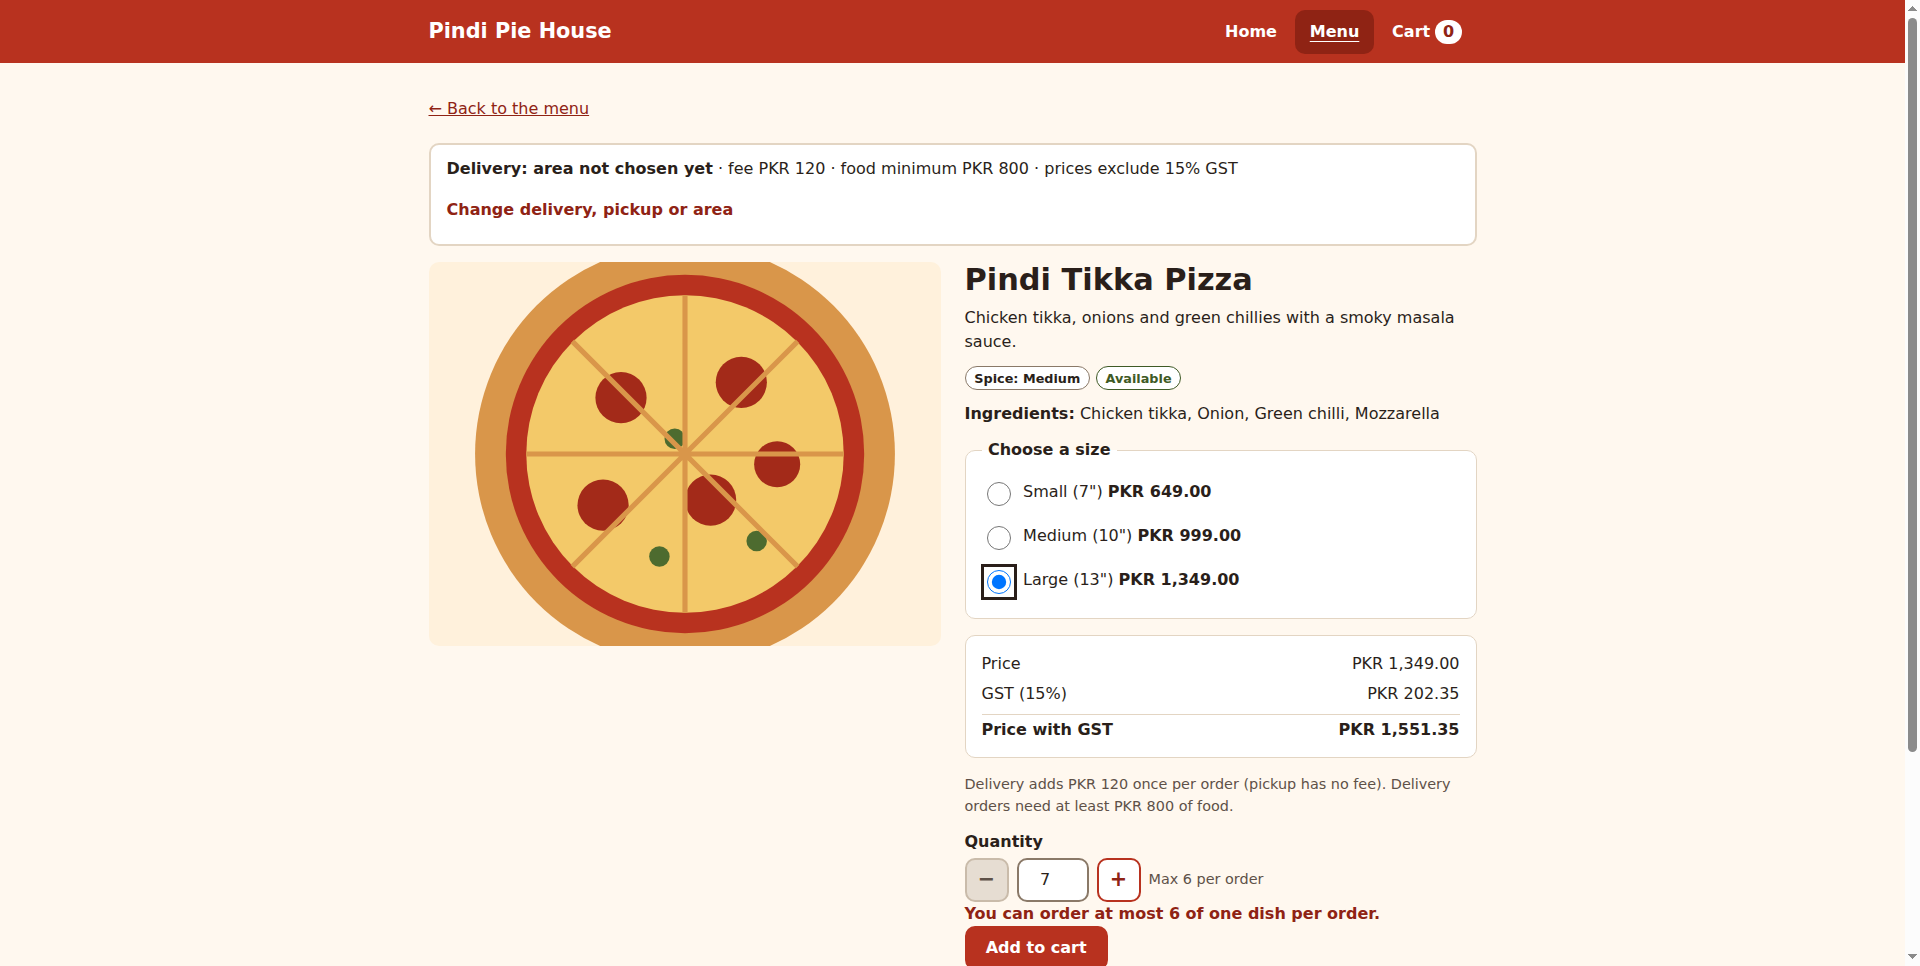 Pindi Pie House
Home Menu Cart 0
← Back to the menu
Delivery: area not chosen yet · fee PKR 120 · food minimum PKR 800 · prices exclude 15% GST
Change delivery, pickup or area
Pindi Tikka Pizza
Chicken tikka, onions and green chillies with a smoky masala
sauce.
Spice: Medium Available
Ingredients: Chicken tikka, Onion, Green chilli, Mozzarella
Choose a size
Small (7") PKR 649.00
Medium (10") PKR 999.00
Large (13") PKR 1,349.00
Price PKR 1,349.00
GST (15%) PKR 202.35
Price with GST PKR 1,551.35
Delivery adds PKR 120 once per order (pickup has no fee). Delivery
orders need at least PKR 800 of food.
Quantity
− 7 + Max 6 per order
You can order at most 6 of one dish per order.
Add to cart